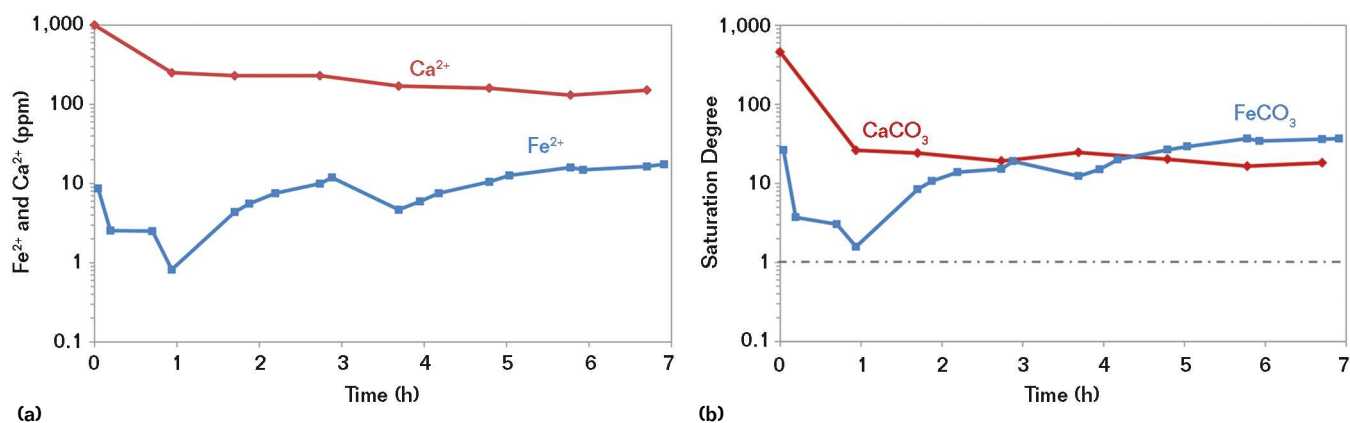 1,000
100
10
1
0.1
Fe²⁺ and Ca²⁺ (ppm)
Ca²⁺
Fe²⁺
0 1 2 3 4 5 6 7
Time (h)
(a)
1,000
100
10
1
0.1
Saturation Degree
CaCO₃
FeCO₃
0 1 2 3 4 5 6 7
Time (h)
(b)